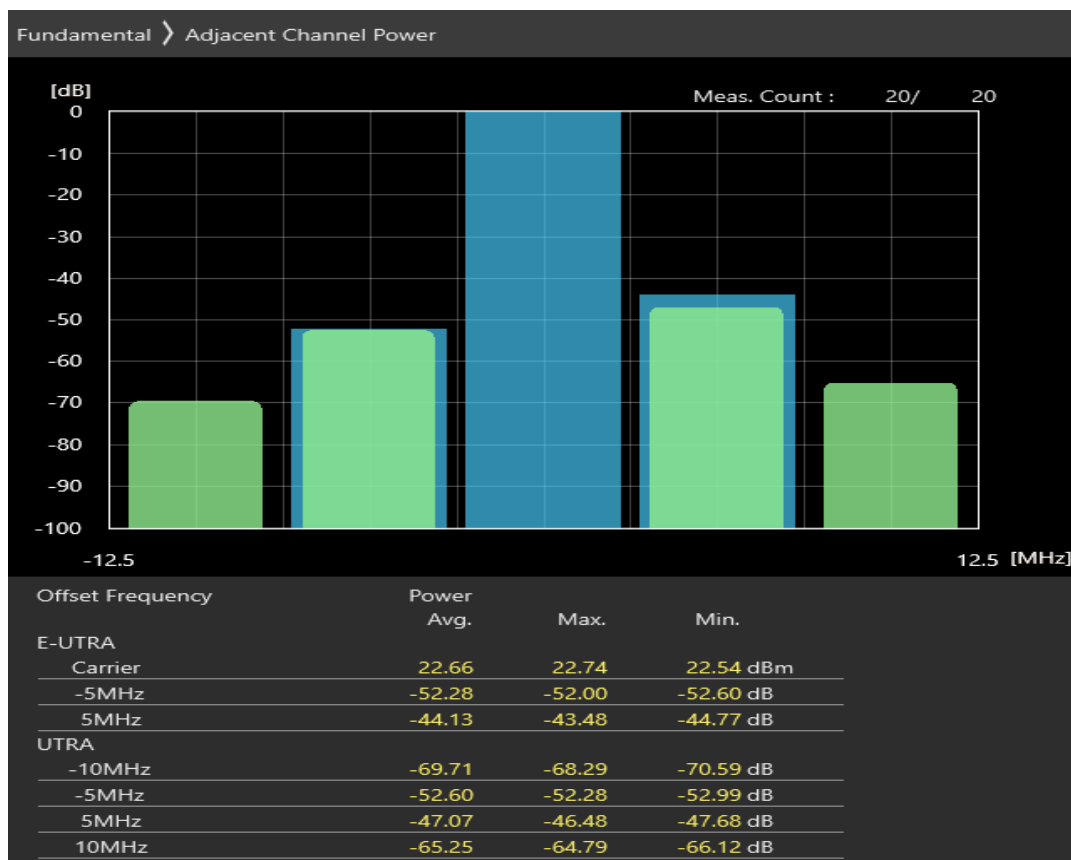 Fundamental ❯ Adjacent Channel Power
[dB]
Meas. Count : 20/ 20
0
-10
-20
-30
-40
-50
-60
-70
-80
-90
-100
-12.5 12.5 [MHz]
Offset Frequency Power
Avg. Max. Min.
E-UTRA
Carrier 22.66 22.74 22.54 dBm
-5MHz -52.28 -52.00 -52.60 dB
5MHz -44.13 -43.48 -44.77 dB
UTRA
-10MHz -69.71 -68.29 -70.59 dB
-5MHz -52.60 -52.28 -52.99 dB
5MHz -47.07 -46.48 -47.68 dB
10MHz -65.25 -64.79 -66.12 dB